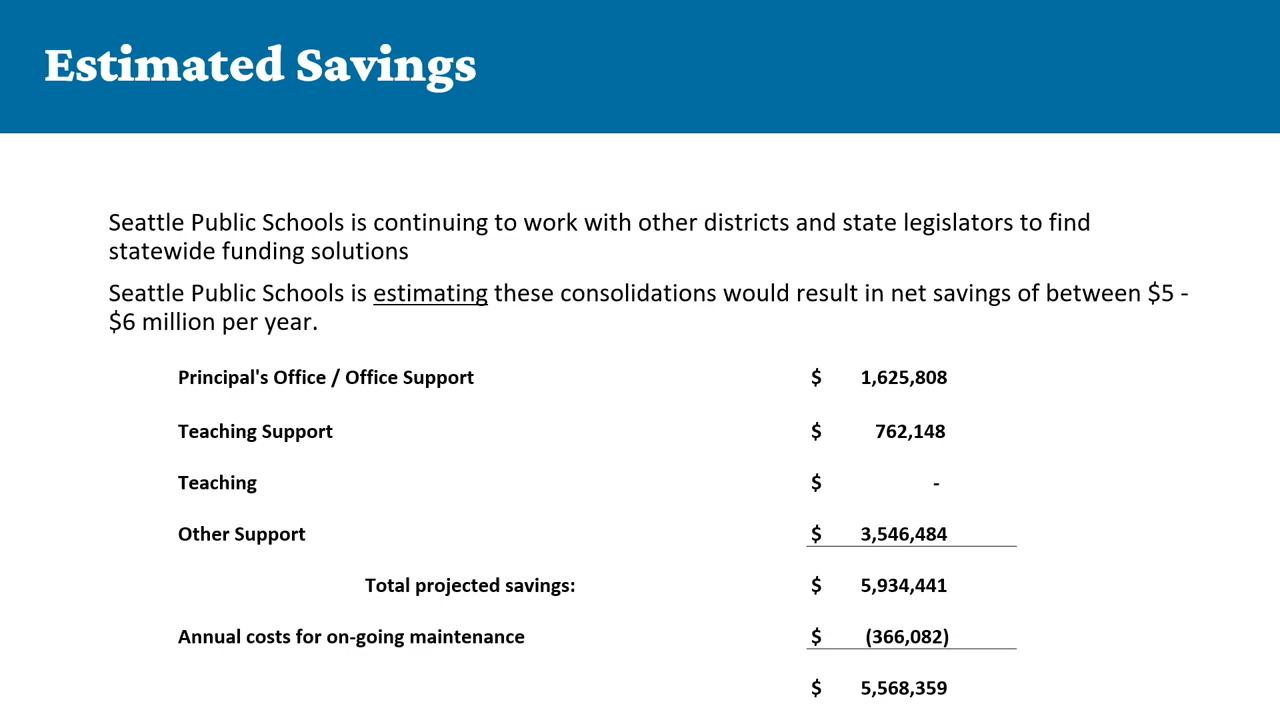 Estimated Savings
Seattle Public Schools is continuing to work with other districts and state legislators to find
statewide funding solutions
Seattle Public Schools is estimating these consolidations would result in net savings of between $5 -
$6 million per year.
Principal's Office / Office Support $ 1,625,808
Teaching Support $ 762,148
Teaching $ -
Other Support $ 3,546,484
Total projected savings: $ 5,934,441
Annual costs for on-going maintenance $ (366,082)
$ 5,568,359